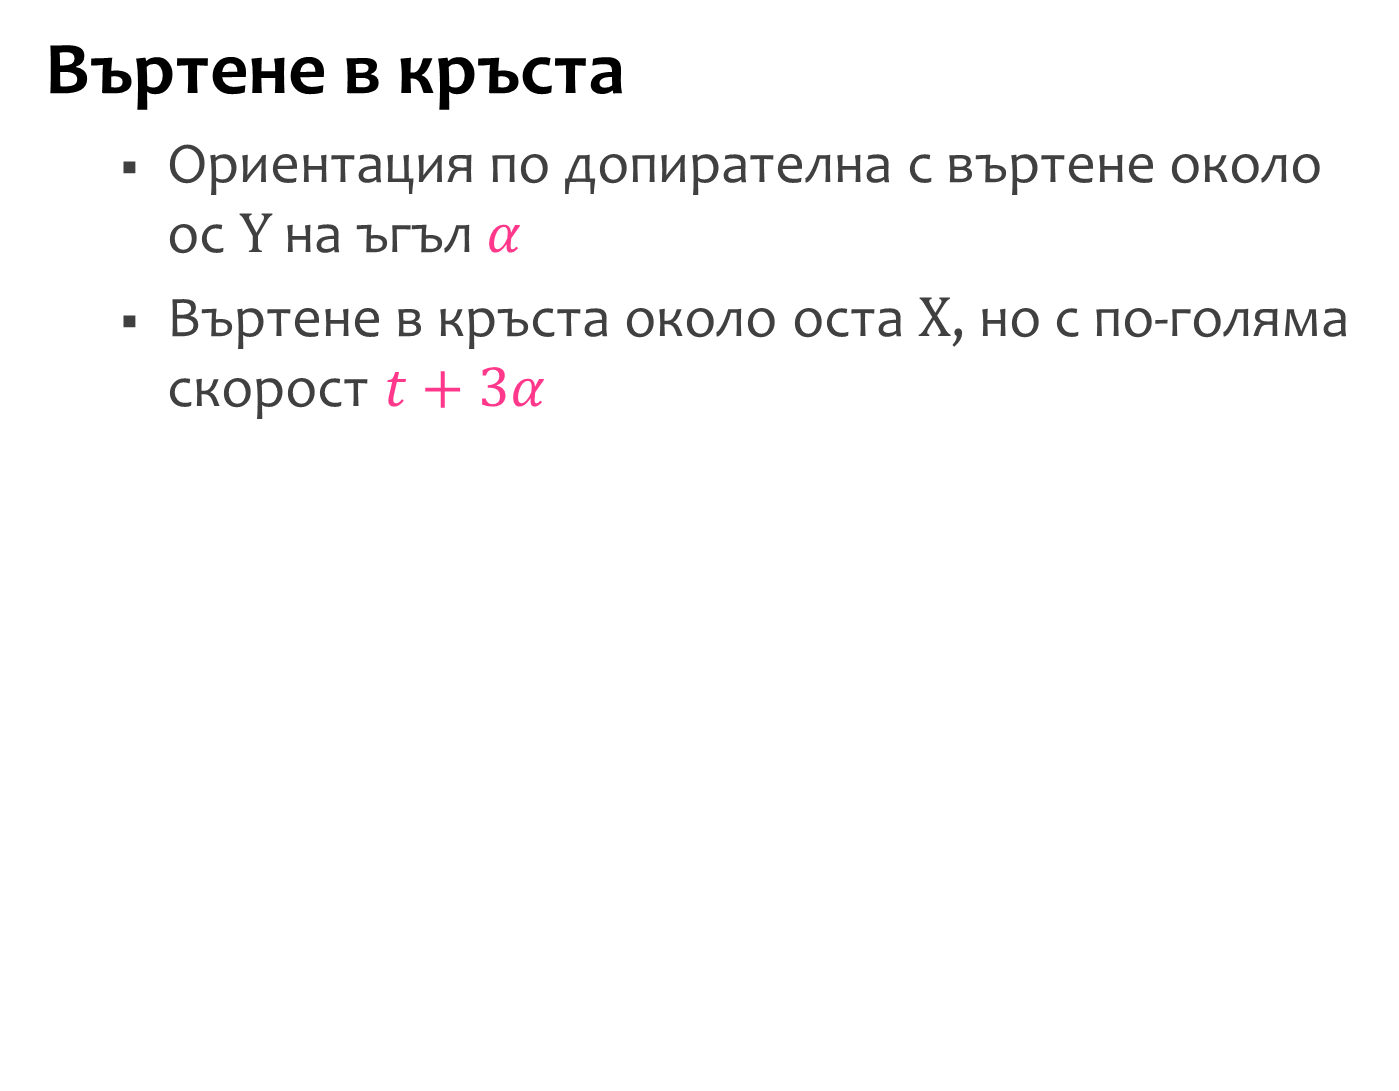 Въртене в кръста
▪ Ориентация по допирателна с въртене около
ос Y на ъгъл α
▪ Въртене в кръста около оста X, но с по-голяма
скорост t + 3α